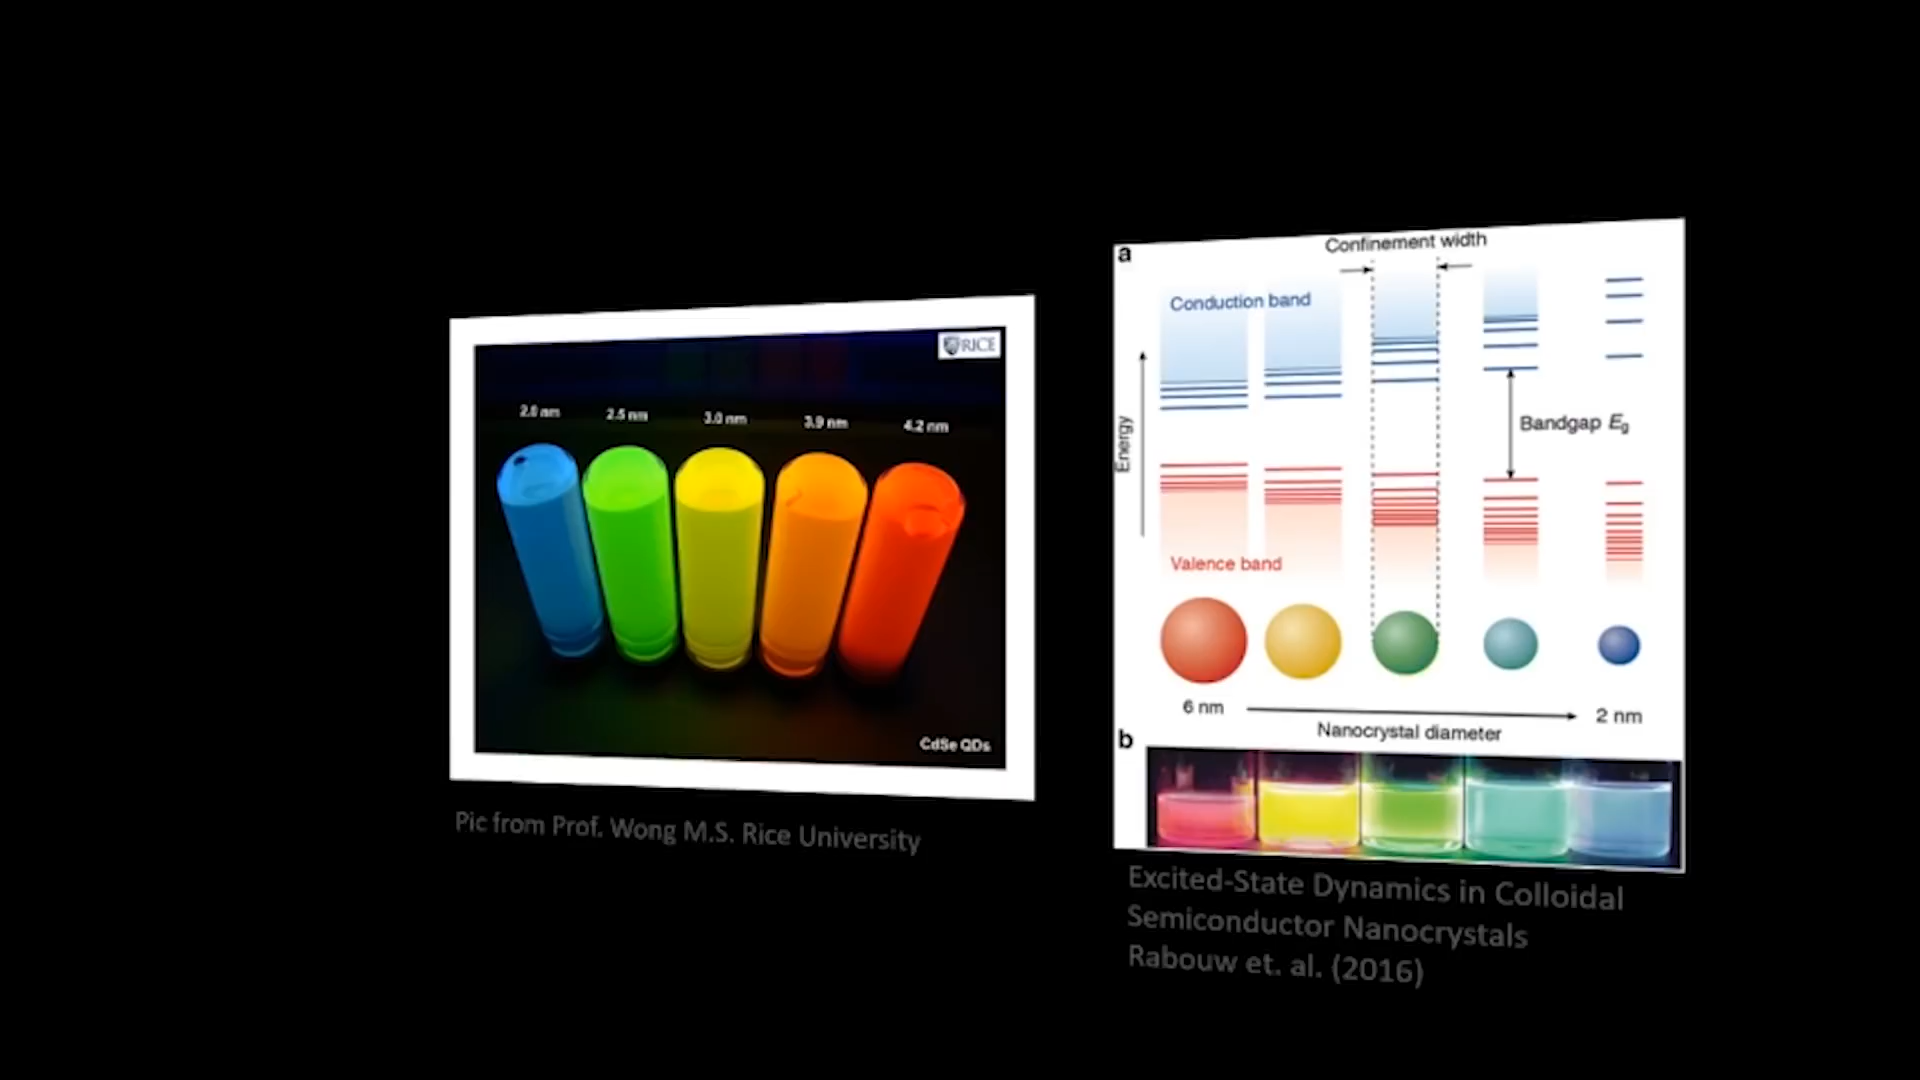 RICE
2.0 nm 2.5 nm 3.0 nm 3.9 nm 4.2 nm
CdSe QDs
Pic from Prof. Wong M.S. Rice University
a
Confinement width
Conduction band
Energy
Bandgap Eg
Valence band
6 nm
2 nm
Nanocrystal diameter
b
Excited-State Dynamics in Colloidal
Semiconductor Nanocrystals
Rabouw et. al. (2016)